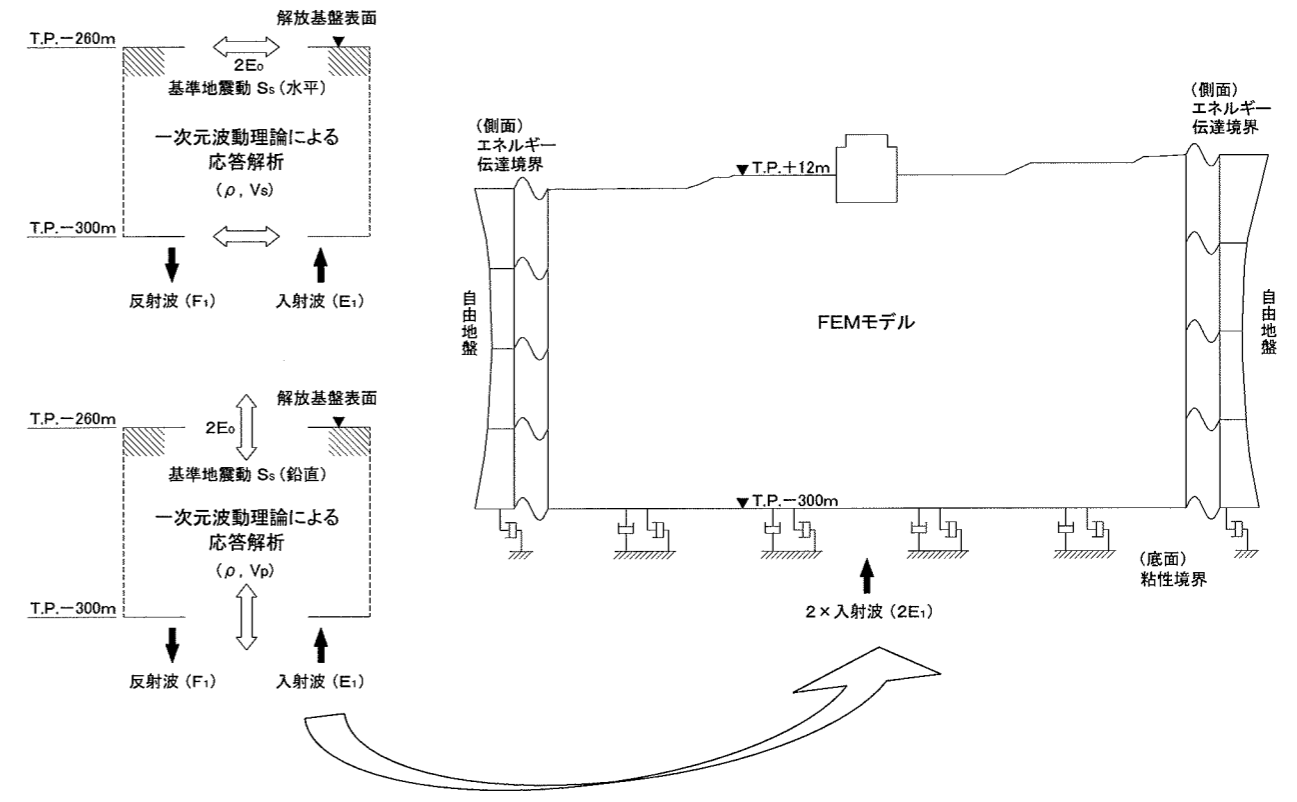 解放基盤表面
T.P.－260m
2E₀
基準地震動 Ss（水平）
一次元波動理論による
応答解析
（ρ, Vs）
T.P.－300m
反射波（F₁）
入射波（E₁）
解放基盤表面
T.P.－260m
2E₀
基準地震動 Ss（鉛直）
一次元波動理論による
応答解析
（ρ, Vp）
T.P.－300m
反射波（F₁）
入射波（E₁）
（側面）
エネルギー
伝達境界
▼T.P.＋12m
（側面）
エネルギー
伝達境界
自由地盤
FEMモデル
自由地盤
▼T.P.－300m
（底面）
粘性境界
2×入射波（2E₁）